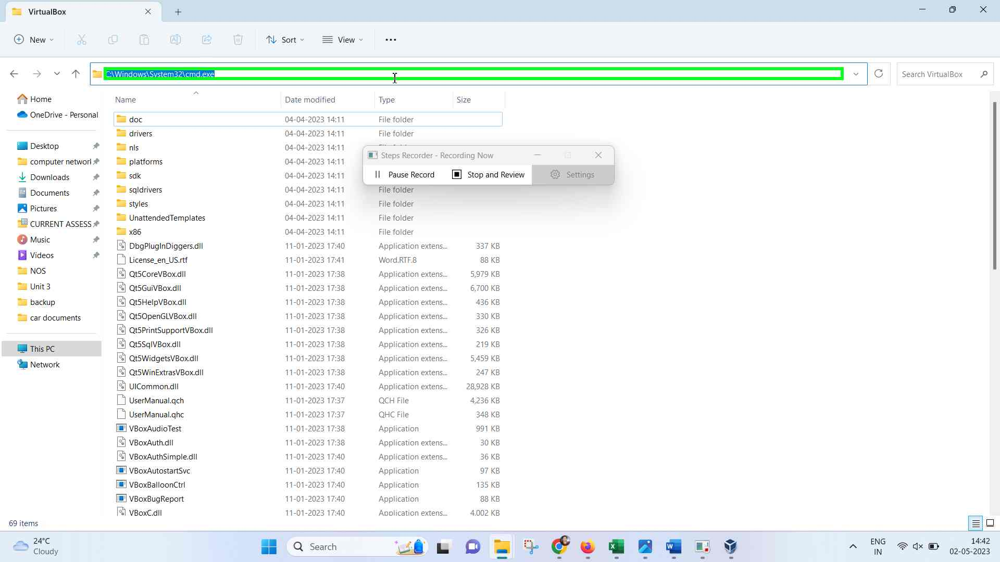 VirtualBox
New
Sort
View
C:\Windows\System32\cmd.exe
Search VirtualBox
Home
OneDrive - Personal
Desktop
computer networl
Downloads
Documents
Pictures
CURRENT ASSESS
Music
Videos
NOS
Unit 3
backup
car documents
This PC
Network
Name Date modified Type Size
doc 04-04-2023 14:11 File folder
drivers 04-04-2023 14:11 File folder
nls 04-04-2023 14:11
platforms 04-04-2023 14:11
sdk 04-04-2023 14:11
sqldrivers 04-04-2023 14:11 File folder
styles 04-04-2023 14:11 File folder
UnattendedTemplates 04-04-2023 14:11 File folder
x86 04-04-2023 14:11 File folder
DbgPlugInDiggers.dll 11-01-2023 17:40 Application extens... 337 KB
License_en_US.rtf 11-01-2023 17:41 Word.RTF.8 88 KB
Qt5CoreVBox.dll 11-01-2023 17:38 Application extens... 5,979 KB
Qt5GuiVBox.dll 11-01-2023 17:38 Application extens... 6,700 KB
Qt5HelpVBox.dll 11-01-2023 17:38 Application extens... 436 KB
Qt5OpenGLVBox.dll 11-01-2023 17:38 Application extens... 330 KB
Qt5PrintSupportVBox.dll 11-01-2023 17:38 Application extens... 326 KB
Qt5SqlVBox.dll 11-01-2023 17:38 Application extens... 219 KB
Qt5WidgetsVBox.dll 11-01-2023 17:38 Application extens... 5,459 KB
Qt5WinExtrasVBox.dll 11-01-2023 17:38 Application extens... 247 KB
UICommon.dll 11-01-2023 17:40 Application extens... 28,928 KB
UserManual.qch 11-01-2023 17:37 QCH File 4,236 KB
UserManual.qhc 11-01-2023 17:37 QHC File 348 KB
VBoxAudioTest 11-01-2023 17:38 Application 991 KB
VBoxAuth.dll 11-01-2023 17:38 Application extens... 30 KB
VBoxAuthSimple.dll 11-01-2023 17:40 Application extens... 36 KB
VBoxAutostartSvc 11-01-2023 17:40 Application 97 KB
VBoxBalloonCtrl 11-01-2023 17:40 Application 135 KB
VBoxBugReport 11-01-2023 17:40 Application 88 KB
VBoxC.dll 11-01-2023 17:40 Application extens... 4,002 KB
Steps Recorder - Recording Now
Pause Record Stop and Review Settings
69 items
24°C
Cloudy
Search
ENG
IN
14:42
02-05-2023